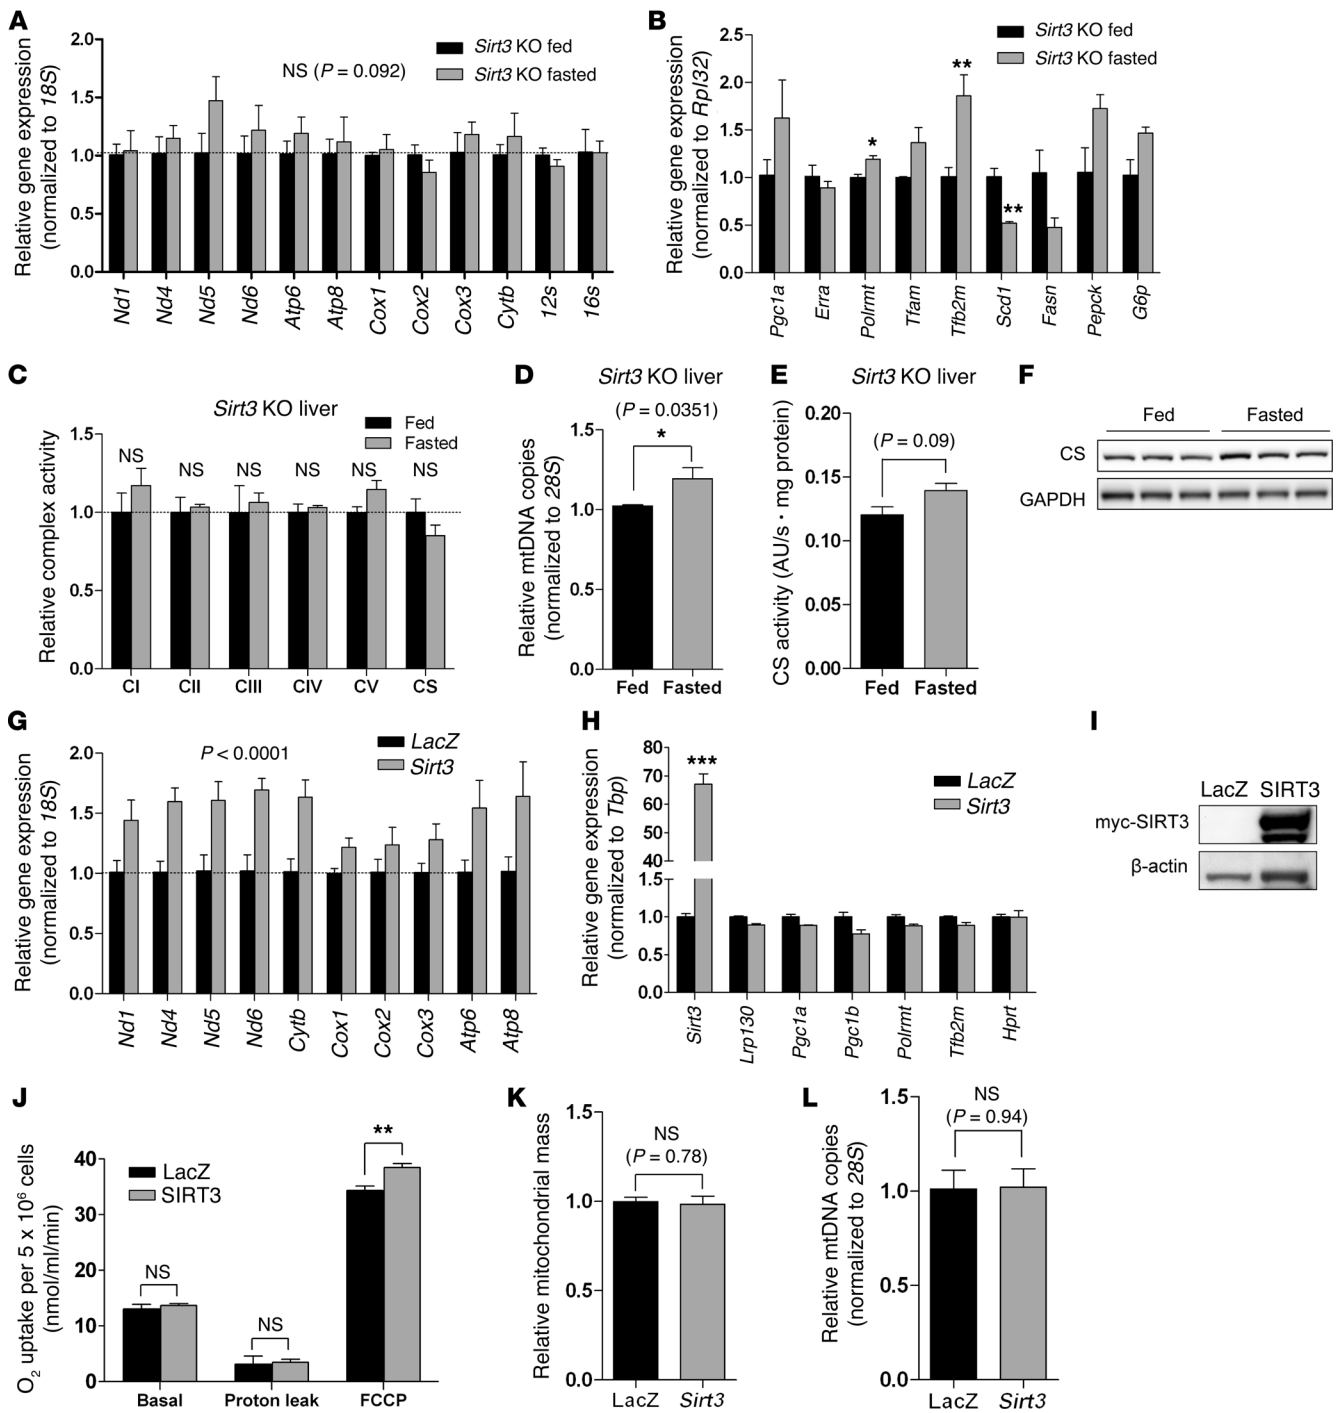 A
Relative gene expression
(normalized to 18S)
2.0
1.5
1.0
0.5
0.0
NS (P = 0.092)
Sirt3 KO fed
Sirt3 KO fasted
Nd1
Nd4
Nd5
Nd6
Atp6
Atp8
Cox1
Cox2
Cox3
Cytb
12s
16s
B
Relative gene expression
(normalized to Rpl32)
2.5
2.0
1.5
1.0
0.5
0.0
Sirt3 KO fed
Sirt3 KO fasted
*
**
**
Pgc1a
Erra
Polrmt
Tfam
Tfb2m
Scd1
Fasn
Pepck
G6p
C
Sirt3 KO liver
Relative complex activity
1.5
1.0
0.5
0.0
Fed
Fasted
NS
NS
NS
NS
NS
NS
CI
CII
CIII
CIV
CV
CS
D
Sirt3 KO liver
(P = 0.0351)
*
Relative mtDNA copies
(normalized to 28S)
1.5
1.0
0.5
0.0
Fed
Fasted
E
Sirt3 KO liver
(P = 0.09)
CS activity (AU/s • mg protein)
0.20
0.15
0.10
0.05
0.00
Fed
Fasted
F
Fed
Fasted
CS
GAPDH
G
Relative gene expression
(normalized to 18S)
2.0
1.5
1.0
0.5
0.0
P < 0.0001
LacZ
Sirt3
Nd1
Nd4
Nd5
Nd6
Cytb
Cox1
Cox2
Cox3
Atp6
Atp8
H
Relative gene expression
(normalized to Tbp)
80
70
60
50
40
1.5
1.0
0.5
0.0
***
LacZ
Sirt3
Sirt3
Lrp130
Pgc1a
Pgc1b
Polrmt
Tfb2m
Hprt
I
LacZ SIRT3
myc-SIRT3
β-actin
J
O2 uptake per 5 x 10⁶ cells
(nmol/ml/min)
40
30
20
10
0
LacZ
SIRT3
NS
NS
**
Basal
Proton leak
FCCP
K
Relative mitochondrial mass
1.5
1.0
0.5
0.0
NS
(P = 0.78)
LacZ
Sirt3
L
Relative mtDNA copies
(normalized to 28S)
1.5
1.0
0.5
0.0
NS
(P = 0.94)
LacZ
Sirt3